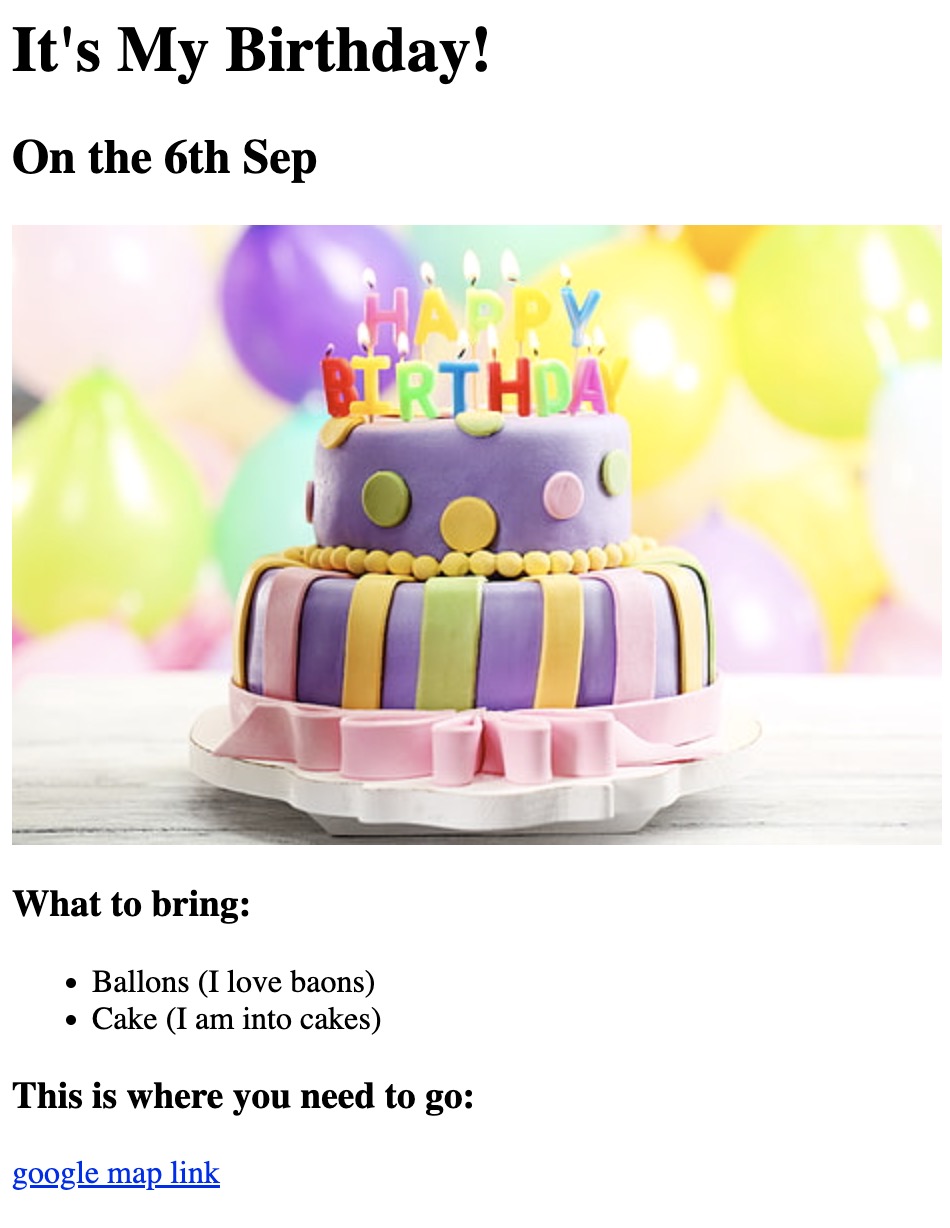 It's My Birthday!
On the 6th Sep
HAPPY
BIRTHDAY
What to bring:
Ballons (I love baons)
Cake (I am into cakes)
This is where you need to go:
google map link